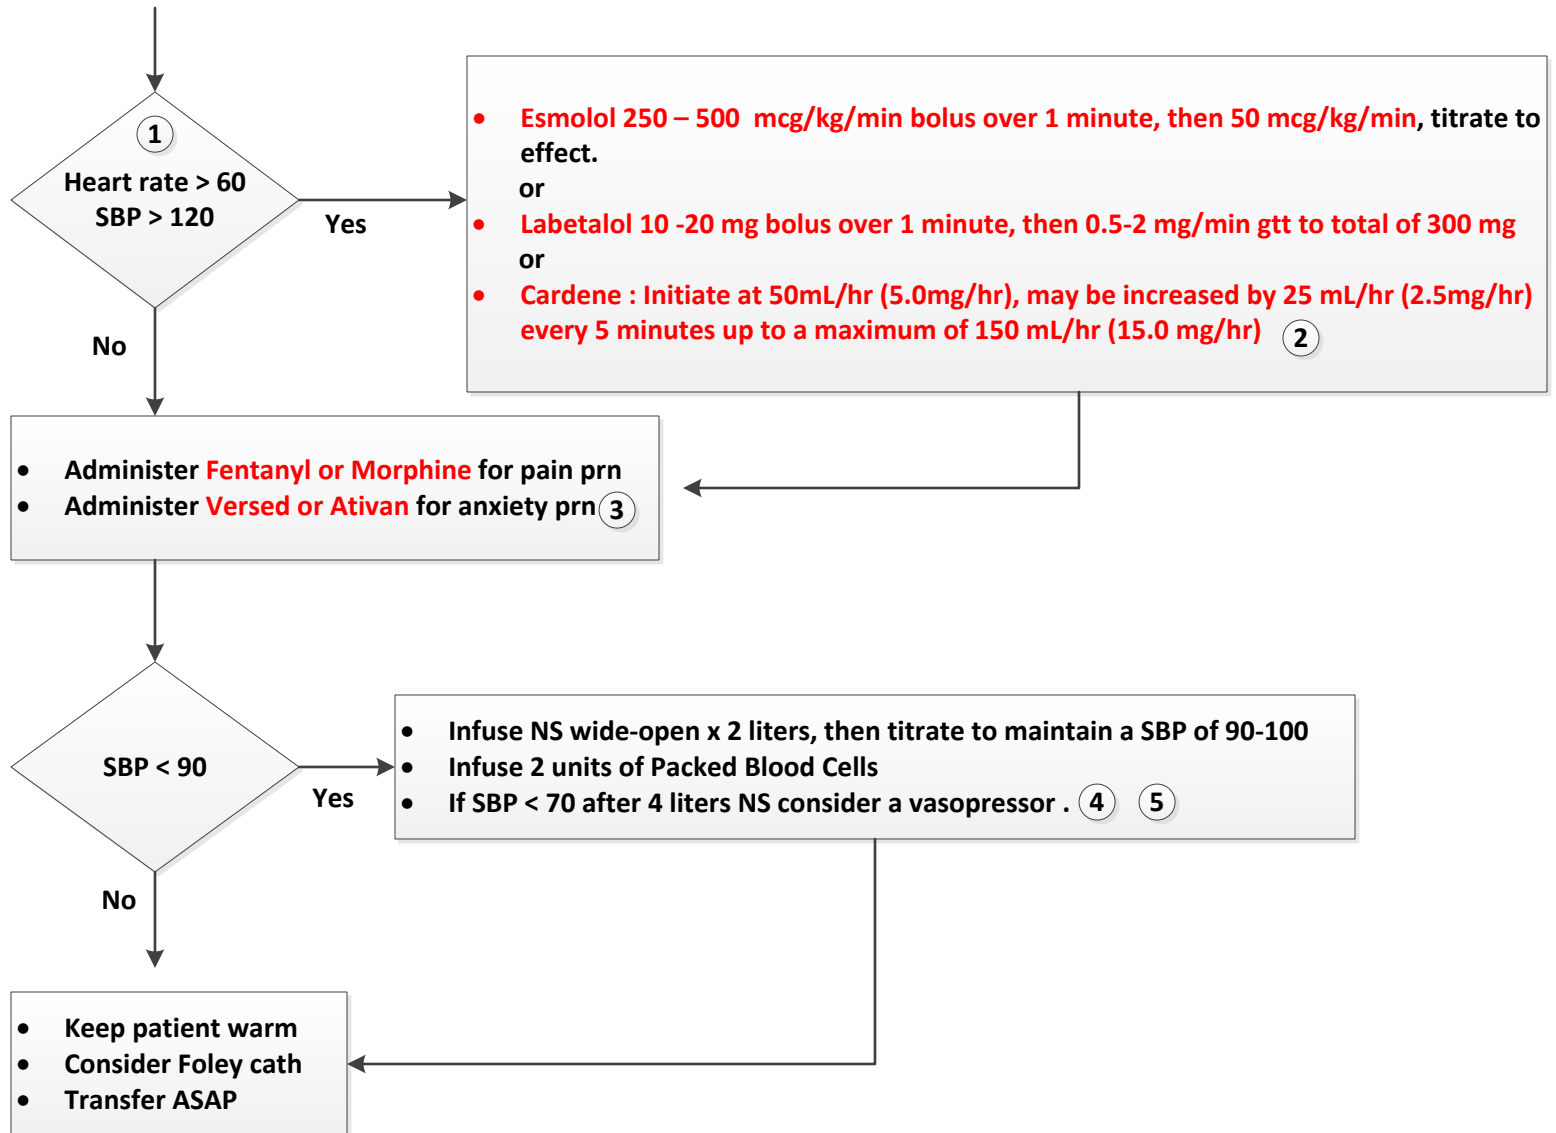 ①
Heart rate > 60
SBP > 120
Yes
No
• Esmolol 250 – 500  mcg/kg/min bolus over 1 minute, then 50 mcg/kg/min, titrate to
effect.
or
• Labetalol 10 -20 mg bolus over 1 minute, then 0.5-2 mg/min gtt to total of 300 mg
or
• Cardene : Initiate at 50mL/hr (5.0mg/hr), may be increased by 25 mL/hr (2.5mg/hr)
every 5 minutes up to a maximum of 150 mL/hr (15.0 mg/hr) ②
• Administer Fentanyl or Morphine for pain prn
• Administer Versed or Ativan for anxiety prn ③
SBP < 90
Yes
No
• Infuse NS wide-open x 2 liters, then titrate to maintain a SBP of 90-100
• Infuse 2 units of Packed Blood Cells
• If SBP < 70 after 4 liters NS consider a vasopressor . ④ ⑤
• Keep patient warm
• Consider Foley cath
• Transfer ASAP